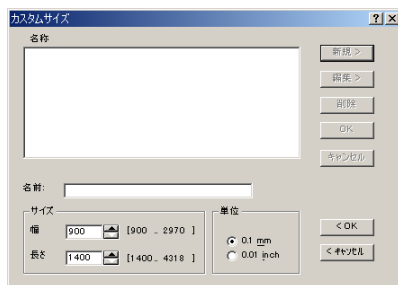 カスタムサイズ
名称
新規 >
編集 >
削除
OK
キャンセル
名前:
サイズ
幅 900 [900 - 2970 ]
長さ 1400 [1400 - 4318 ]
単位
0.1 mm
0.01 inch
< OK
< キャンセル